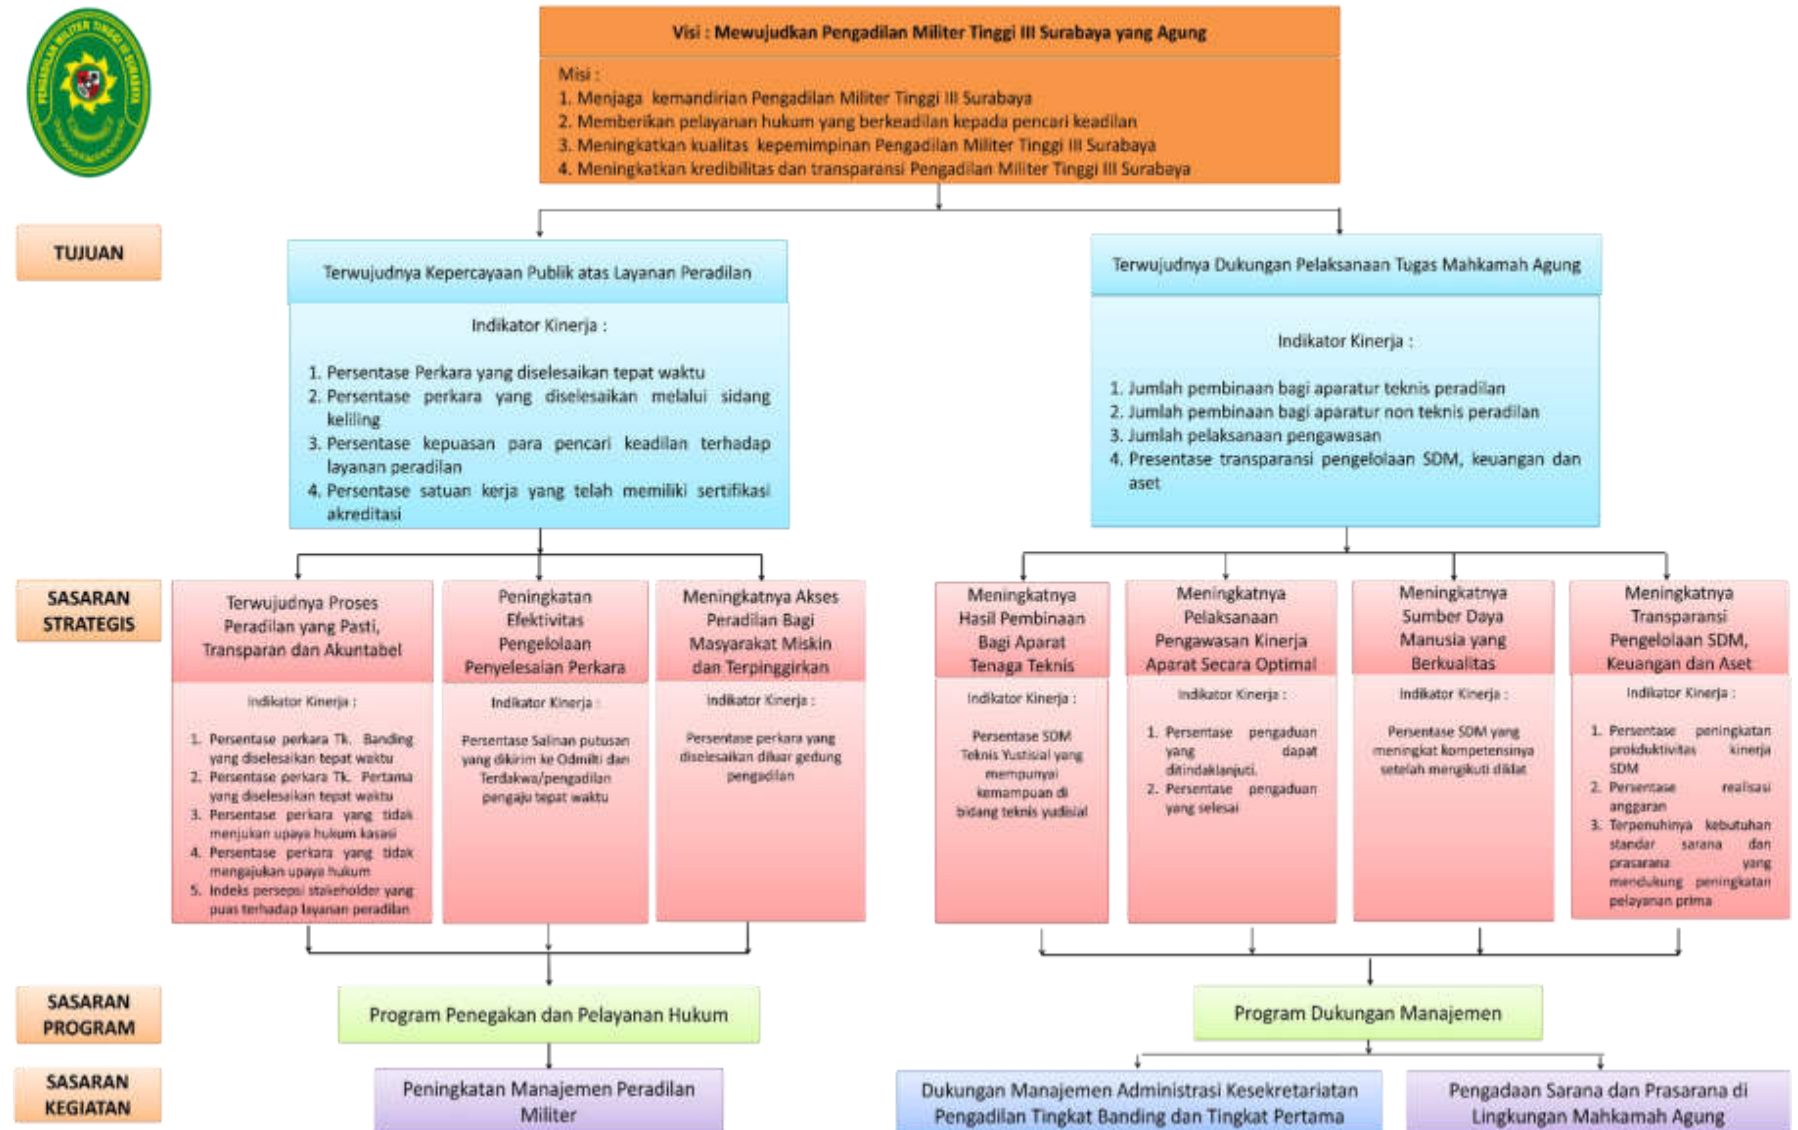 PENGADILAN MILITER TINGGI III SURABAYA
Visi : Mewujudkan Pengadilan Militer Tinggi III Surabaya yang Agung
Misi :
1. Menjaga kemandirian Pengadilan Militer Tinggi III Surabaya
2. Memberikan pelayanan hukum yang berkeadilan kepada pencari keadilan
3. Meningkatkan kualitas kepemimpinan Pengadilan Militer Tinggi III Surabaya
4. Meningkatkan kredibilitas dan transparansi Pengadilan Militer Tinggi III Surabaya
TUJUAN
Terwujudnya Kepercayaan Publik atas Layanan Peradilan
Indikator Kinerja :
1. Persentase Perkara yang diselesaikan tepat waktu
2. Persentase perkara yang diselesaikan melalui sidang
keliling
3. Persentase kepuasan para pencari keadilan terhadap
layanan peradilan
4. Persentase satuan kerja yang telah memiliki sertifikasi
akreditasi
Terwujudnya Dukungan Pelaksanaan Tugas Mahkamah Agung
Indikator Kinerja :
1. Jumlah pembinaan bagi aparatur teknis peradilan
2. Jumlah pembinaan bagi aparatur non teknis peradilan
3. Jumlah pelaksanaan pengawasan
4. Presentase transparansi pengelolaan SDM, keuangan dan
aset
SASARAN
STRATEGIS
Terwujudnya Proses
Peradilan yang Pasti,
Transparan dan Akuntabel
Indikator Kinerja :
1. Persentase perkara Tk. Banding
yang diselesaikan tepat waktu
2. Persentase perkara Tk. Pertama
yang diselesaikan tepat waktu
3. Persentase perkara yang tidak
menjukan upaya hukum kasasi
4. Persentase perkara yang tidak
mengajukan upaya hukum
5. Indeks persepsi stakeholder yang
puas terhadap layanan peradilan
Peningkatan
Efektivitas
Pengelolaan
Penyelesaian Perkara
Indikator Kinerja :
Persentase Salinan putusan
yang dikirim ke Odmilti dan
Terdakwa/pengadilan
pengaju tepat waktu
Meningkatnya Akses
Peradilan Bagi
Masyarakat Miskin
dan Terpinggirkan
Indikator Kinerja :
Persentase perkara yang
diselesaikan diluar gedung
pengadilan
Meningkatnya
Hasil Pembinaan
Bagi Aparat
Tenaga Teknis
Indikator Kinerja :
Persentase SDM
Teknis Yustisial yang
mempunyai
kemampuan di
bidang teknis yudisial
Meningkatnya
Pelaksanaan
Pengawasan Kinerja
Aparat Secara Optimal
Indikator Kinerja :
1. Persentase pengaduan
yang dapat
ditindaklanjuti.
2. Persentase pengaduan
yang selesai
Meningkatnya
Sumber Daya
Manusia yang
Berkualitas
Indikator Kinerja :
Persentase SDM yang
meningkat kompetensinya
setelah mengikuti diklat
Meningkatnya
Transparansi
Pengelolaan SDM,
Keuangan dan Aset
Indikator Kinerja :
1. Persentase peningkatan
prokduktivitas kinerja
SDM
2. Persentase realisasi
anggaran
3. Terpenuhinya kebutuhan
standar sarana dan
prasarana yang
mendukung peningkatan
pelayanan prima
SASARAN
PROGRAM
Program Penegakan dan Pelayanan Hukum
Program Dukungan Manajemen
SASARAN
KEGIATAN
Peningkatan Manajemen Peradilan
Militer
Dukungan Manajemen Administrasi Kesekretariatan
Pengadilan Tingkat Banding dan Tingkat Pertama
Pengadaan Sarana dan Prasarana di
Lingkungan Mahkamah Agung